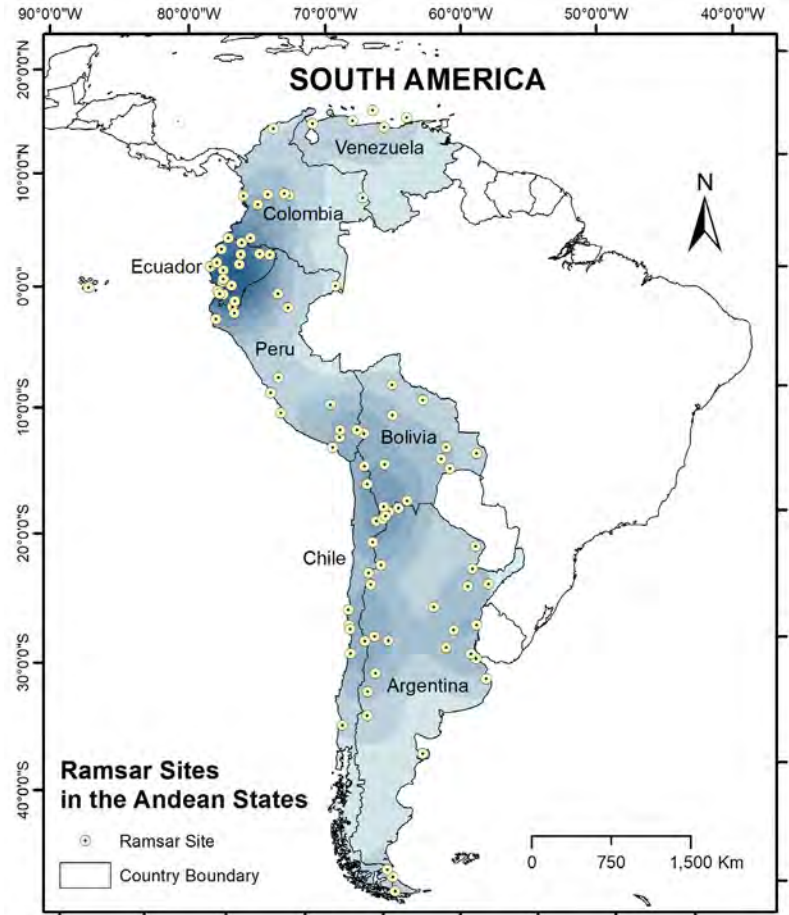 90°0'0"W 80°0'0"W 70°0'0"W 60°0'0"W 50°0'0"W 40°0'0"W
20°0'0"N
SOUTH AMERICA
Venezuela
10°0'0"N
N
Colombia
Ecuador
0°0'0"
Peru
10°0'0"S
Bolivia
20°0'0"S
Chile
30°0'0"S
Argentina
Ramsar Sites
in the Andean States
40°0'0"S
Ramsar Site
0 750 1,500 Km
Country Boundary